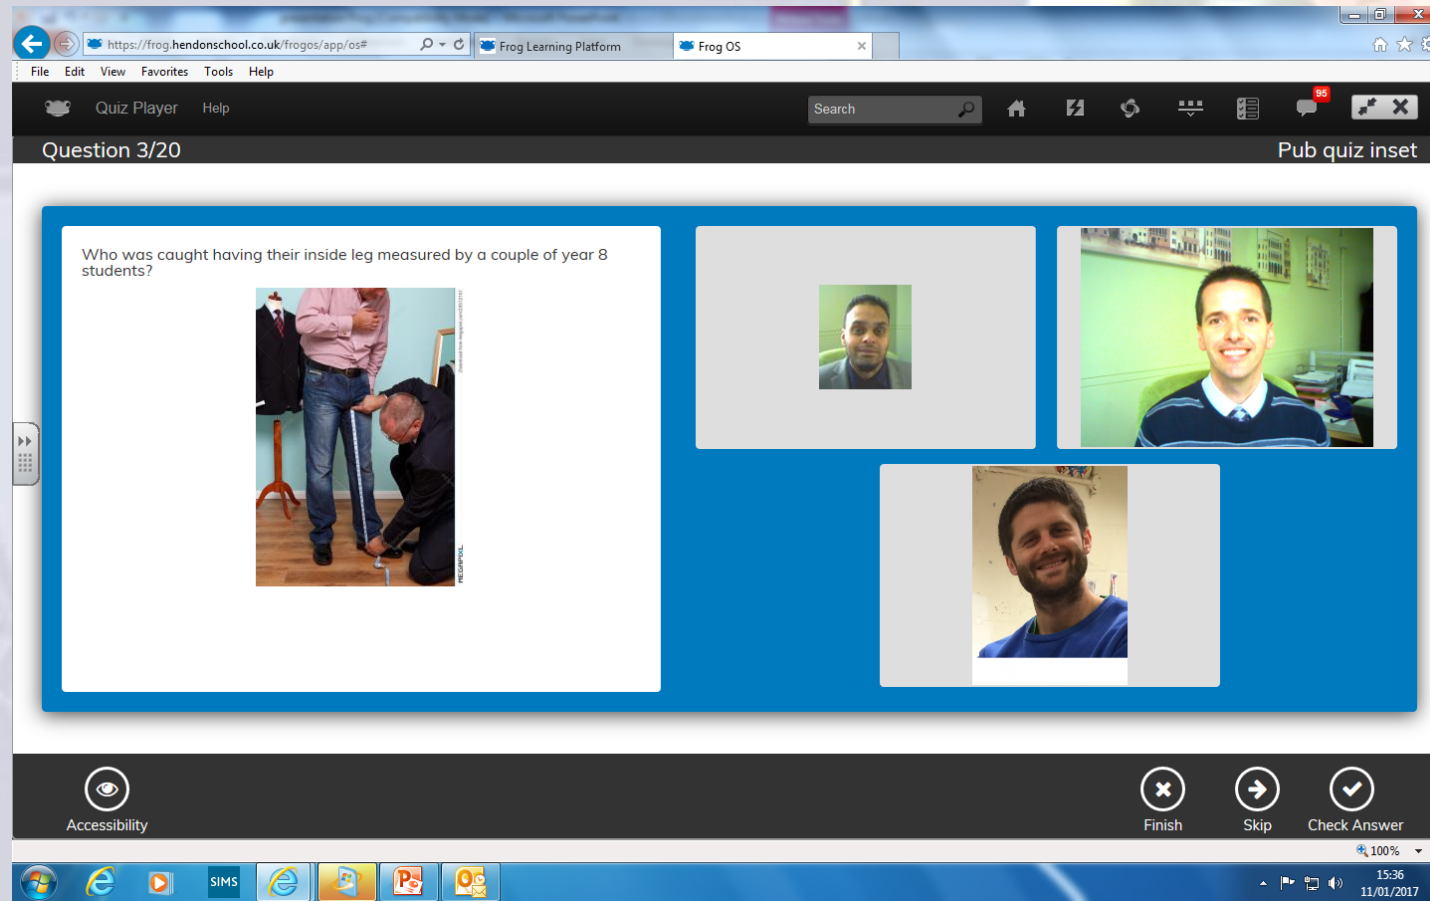 https://frog.hendonschool.co.uk/frogos/app/os#
Frog Learning Platform
Frog OS
File Edit View Favorites Tools Help
Quiz Player Help
Search
95
Question 3/20
Pub quiz inset
Who was caught having their inside leg measured by a couple of year 8
students?
MEGAPIXL
Accessibility
Finish
Skip
Check Answer
100%
SIMS
15:36
11/01/2017